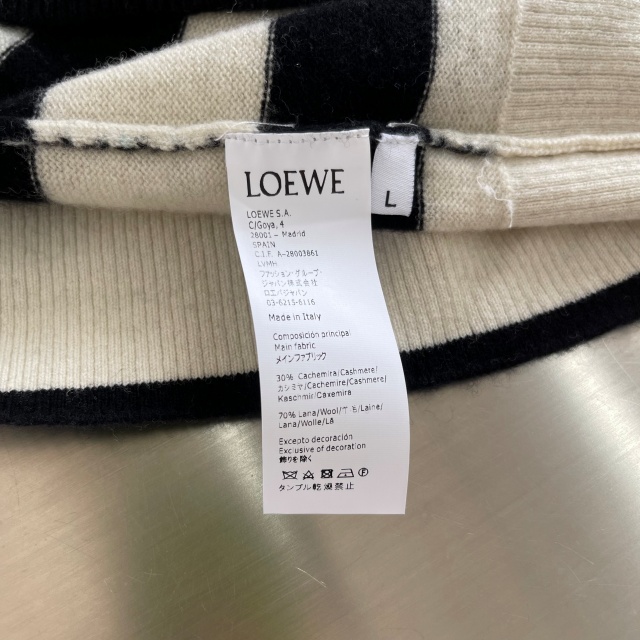 LOEWE
L
LOEWE S.A.
C/Goya, 4
28001 - Madrid
SPAIN
C.I.F. A-28003861
LVMH
ファッション・グループ・
ジャパン株式会社
ロエベジャパン
03-6215-6116
Made in Italy
Composición principal
Main fabric
メインファブリック
30% Cachemira/Cashmere/
カシミヤ/Cachemire/Cashmere/
Kaschmir/Caxemira
70% Lana/Wool/ /Laine/
Lana/Wolle/Lã
Excepto decoración
Exclusive of decoration
飾りを除く
タンブル乾燥禁止